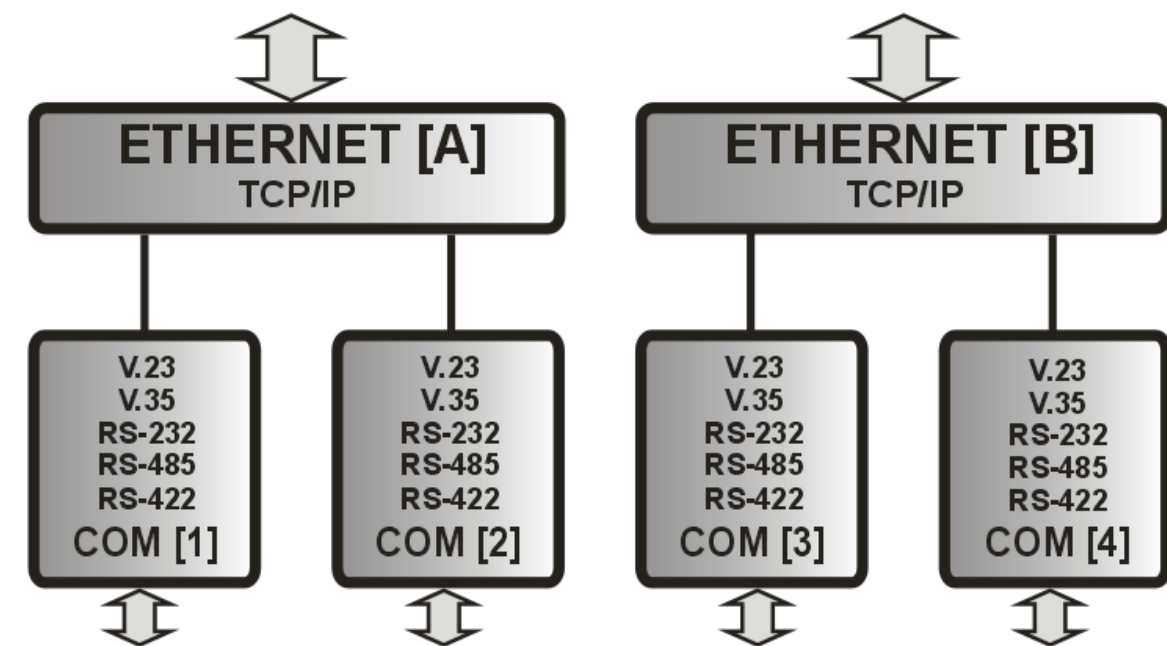 ETHERNET [A]
TCP/IP
ETHERNET [B]
TCP/IP
V.23
V.35
RS-232
RS-485
RS-422
COM [1]
V.23
V.35
RS-232
RS-485
RS-422
COM [2]
V.23
V.35
RS-232
RS-485
RS-422
COM [3]
V.23
V.35
RS-232
RS-485
RS-422
COM [4]